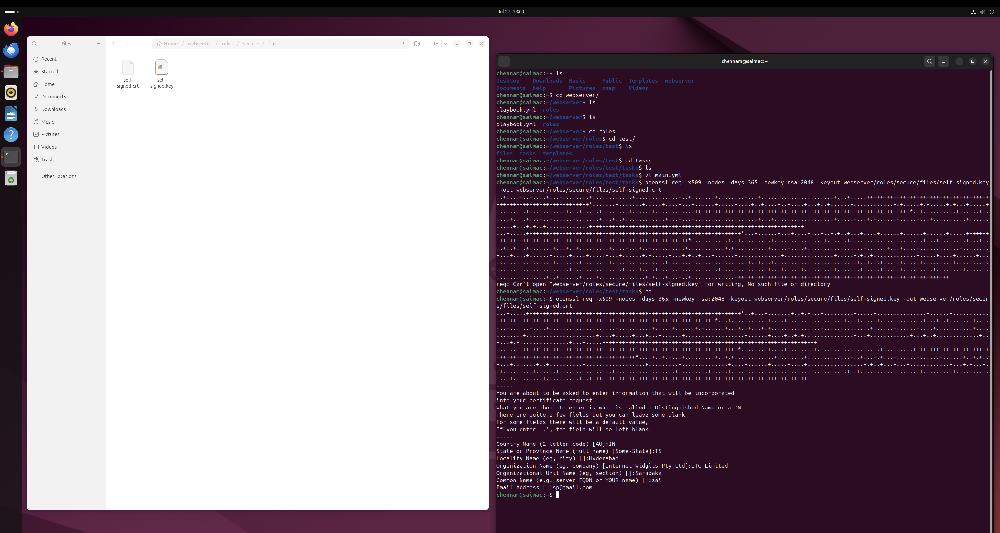 Jul 27 18:00
Files
Home / webserver / roles / secure / files
Recent
Starred
Home
Documents
Downloads
Music
Pictures
Videos
Trash
Other Locations
self-
signed.crt
self-
signed.key
chennam@saimac: ~
chennam@saimac:~$ ls
Desktop Downloads Music Public Templates webserver
Documents help Pictures snap Videos
chennam@saimac:~$ cd webserver/
chennam@saimac:~/webserver$ ls
playbook.yml roles
chennam@saimac:~/webserver$ ls
playbook.yml roles
chennam@saimac:~/webserver$ cd roles
chennam@saimac:~/webserver/roles$ cd test/
chennam@saimac:~/webserver/roles/test$ ls
files tasks templates
chennam@saimac:~/webserver/roles/test$ cd tasks
chennam@saimac:~/webserver/roles/test/tasks$ ls
chennam@saimac:~/webserver/roles/test/tasks$ vi main.yml
chennam@saimac:~/webserver/roles/test/tasks$ openssl req -x509 -nodes -days 365 -newkey rsa:2048 -keyout webserver/roles/secure/files/self-signed.key
-out webserver/roles/secure/files/self-signed.crt
req: Can't open "webserver/roles/secure/files/self-signed.key" for writing, No such file or directory
chennam@saimac:~/webserver/roles/test/tasks$ cd --
chennam@saimac:~$ openssl req -x509 -nodes -days 365 -newkey rsa:2048 -keyout webserver/roles/secure/files/self-signed.key -out webserver/roles/secur
e/files/self-signed.crt
-----
You are about to be asked to enter information that will be incorporated
into your certificate request.
What you are about to enter is what is called a Distinguished Name or a DN.
There are quite a few fields but you can leave some blank
For some fields there will be a default value,
If you enter '.', the field will be left blank.
-----
Country Name (2 letter code) [AU]:IN
State or Province Name (full name) [Some-State]:TS
Locality Name (eg, city) []:Hyderabad
Organization Name (eg, company) [Internet Widgits Pty Ltd]:ITC Limited
Organizational Unit Name (eg, section) []:Sarapaka
Common Name (e.g. server FQDN or YOUR name) []:sai
Email Address []:sp@gmail.com
chennam@saimac:~$